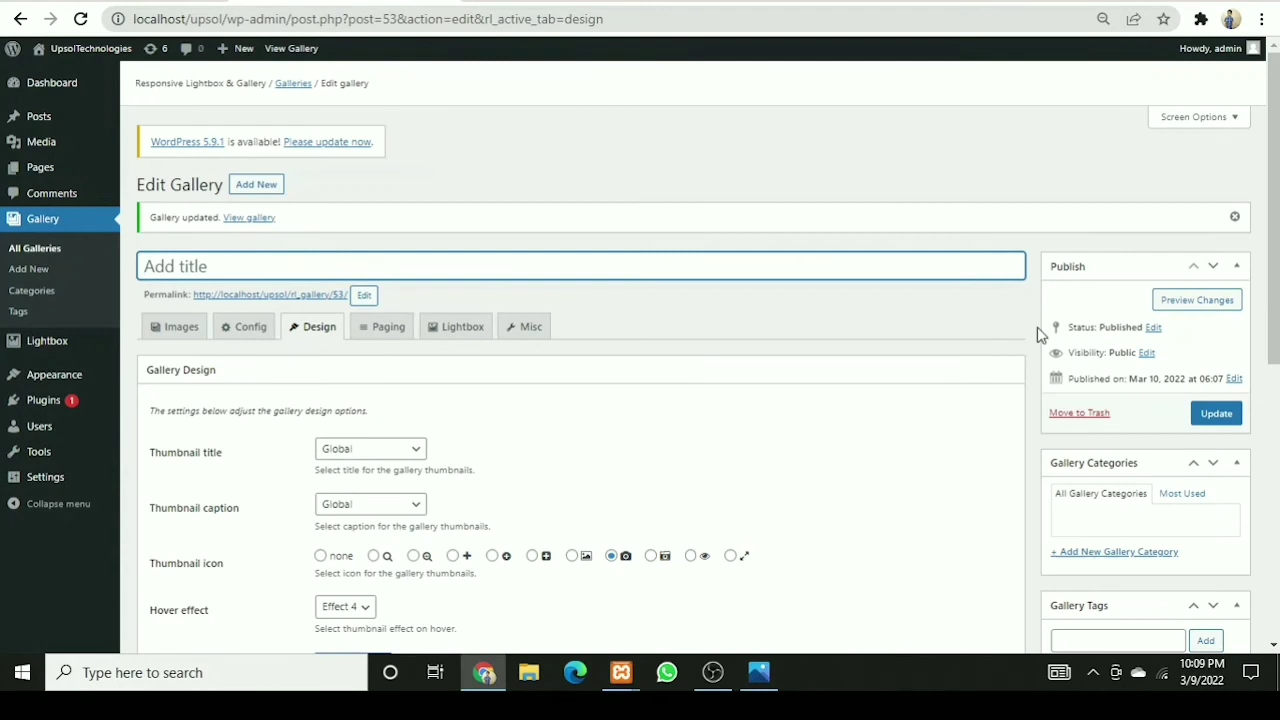 localhost/upsol/wp-admin/post.php?post=53&action=edit&rl_active_tab=design
UpsolTechnologies 6 0 New View Gallery Howdy, admin
Dashboard
Posts
Media
Pages
Comments
Gallery
All Galleries
Add New
Categories
Tags
Lightbox
Appearance
Plugins 1
Users
Tools
Settings
Collapse menu
Responsive Lightbox & Gallery / Galleries / Edit gallery
Screen Options
WordPress 5.9.1 is available! Please update now.
Edit Gallery Add New
Gallery updated. View gallery
Add title
Permalink: http://localhost/upsol/rl_gallery/53/ Edit
Images Config Design Paging Lightbox Misc
Gallery Design
The settings below adjust the gallery design options.
Thumbnail title Global
Select title for the gallery thumbnails.
Thumbnail caption Global
Select caption for the gallery thumbnails.
Thumbnail icon none
Select icon for the gallery thumbnails.
Hover effect Effect 4
Select thumbnail effect on hover.
Publish
Preview Changes
Status: Published Edit
Visibility: Public Edit
Published on: Mar 10, 2022 at 06:07 Edit
Move to Trash Update
Gallery Categories
All Gallery Categories Most Used
+ Add New Gallery Category
Gallery Tags
Add
Type here to search
10:09 PM
3/9/2022